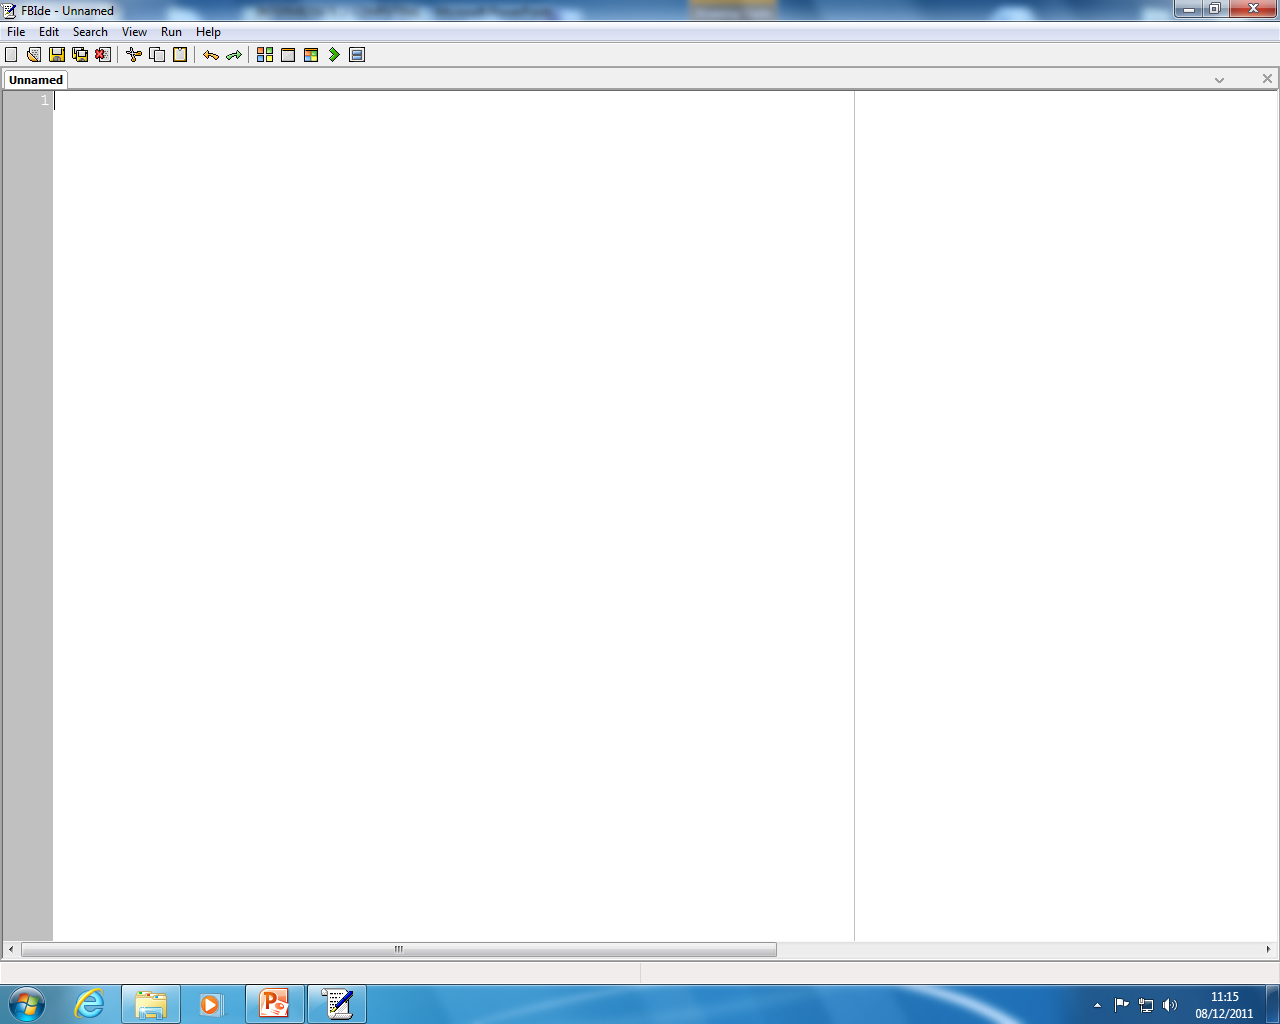 FBIde - Unnamed
File Edit Search View Run Help
Unnamed
1
11:15
08/12/2011